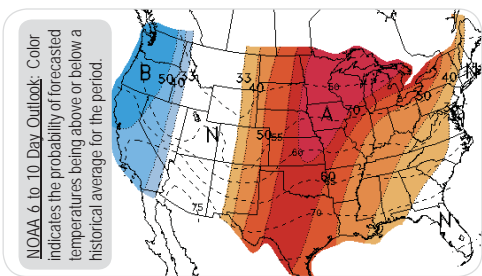 NOAA 6 to 10 Day Outlook: Color
indicates the probability of forecasted
temperatures being above or below a
historical average for the period.
B
50
40
33
N
75
33
40
50
55
60
A
60
70
60
70
50
40
N
N